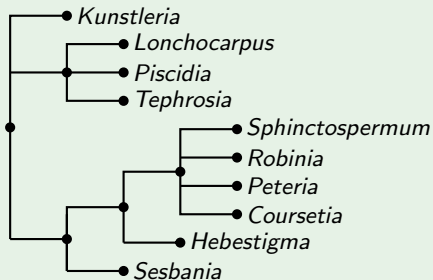 Kunstleria
Lonchocarpus
Piscidia
Tephrosia
Sphinctospermum
Robinia
Peteria
Coursetia
Hebestigma
Sesbania